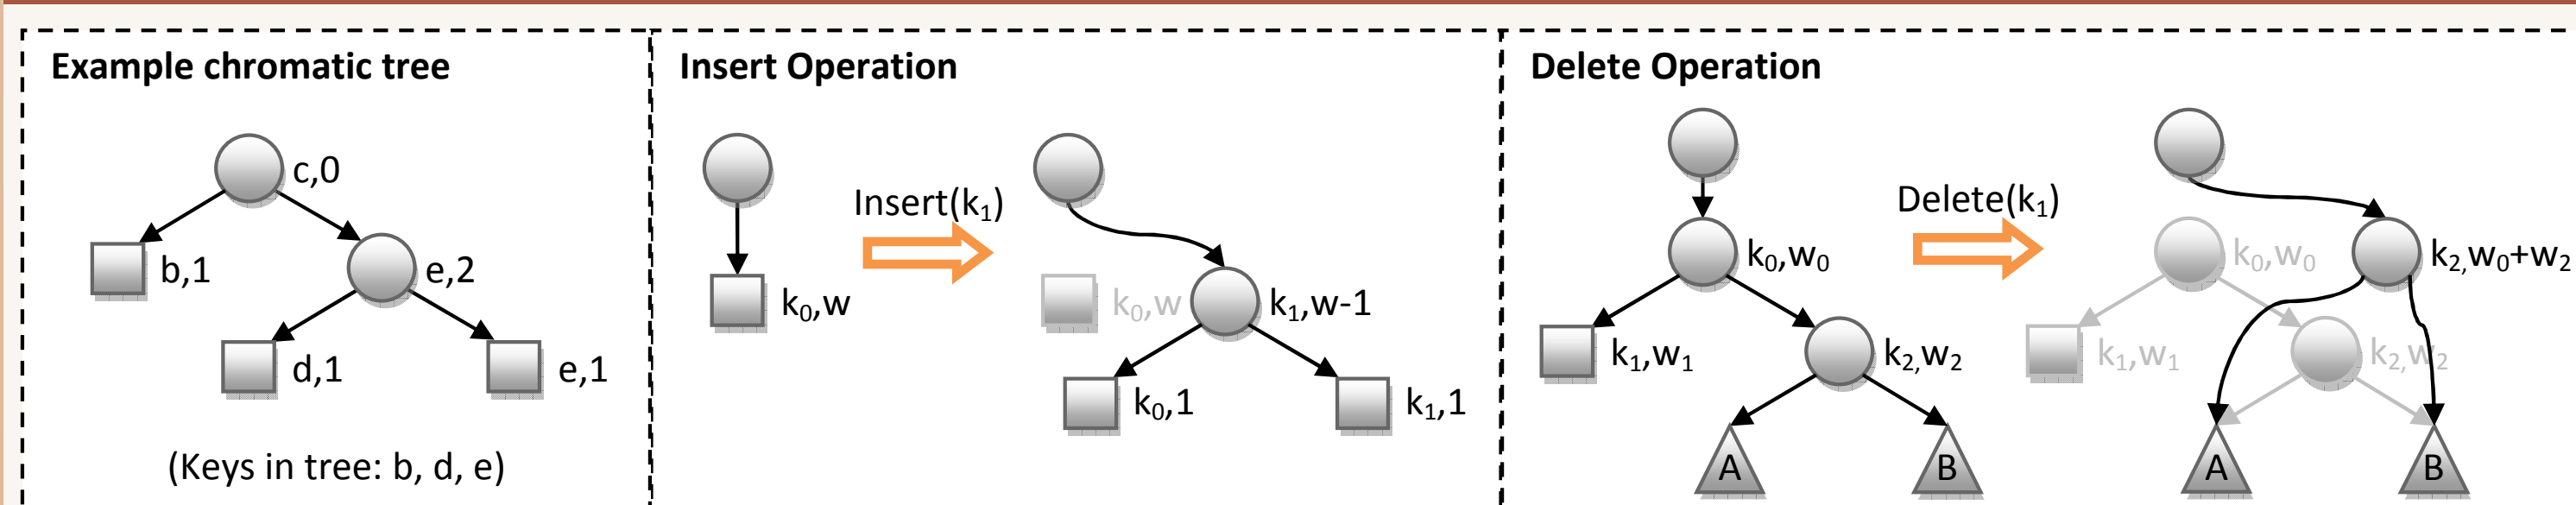 Example chromatic tree
c,0
b,1
e,2
d,1
e,1
(Keys in tree: b, d, e)
Insert Operation
k₀,w
Insert(k₁)
k₀,w
k₁,w-1
k₀,1
k₁,1
Delete Operation
k₀,w₀
k₁,w₁
k₂,w₂
A
B
Delete(k₁)
k₀,w₀
k₂,w₀+w₂
k₁,w₁
k₂,w₂
A
B